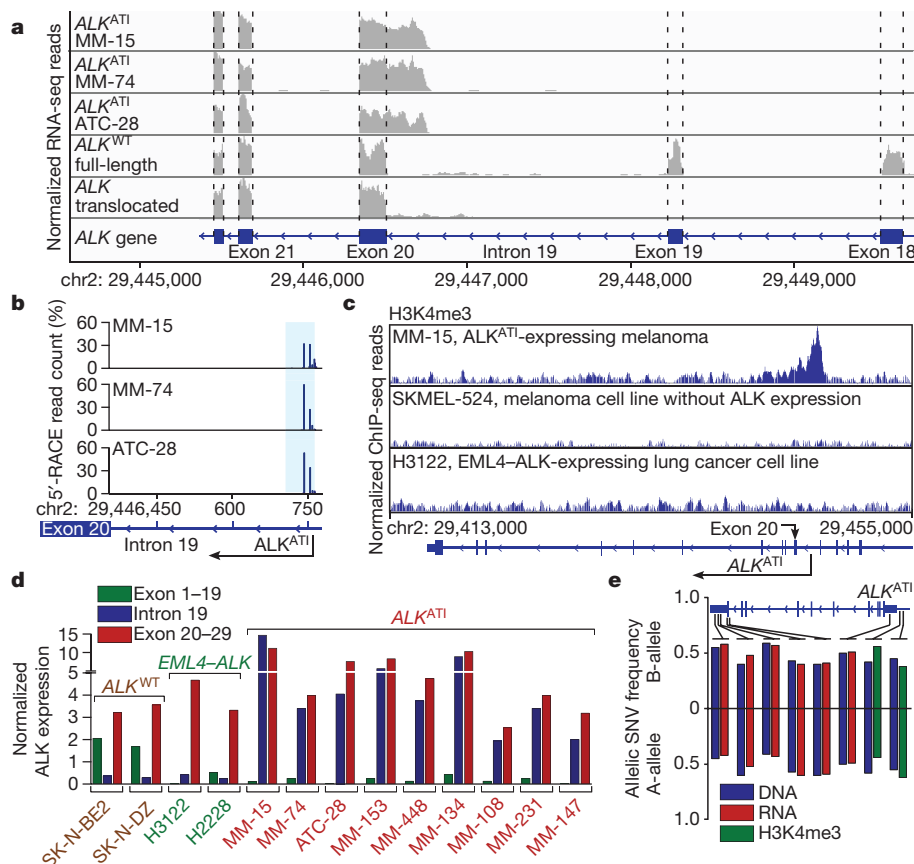 a
Normalized RNA-seq reads
ALKATI
MM-15
ALKATI
MM-74
ALKATI
ATC-28
ALKWT
full-length
ALK
translocated
ALK gene
Exon 21
Exon 20
Intron 19
Exon 19
Exon 18
chr2: 29,445,000
29,446,000
29,447,000
29,448,000
29,449,000
b
5′-RACE read count (%)
60
MM-15
30
0
60
MM-74
30
0
60
ATC-28
30
0
chr2: 29,446,450
600
750
Exon 20
Intron 19
ALKATI
c
Normalized ChIP-seq reads
H3K4me3
MM-15, ALKATI-expressing melanoma
SKMEL-524, melanoma cell line without ALK expression
H3122, EML4–ALK-expressing lung cancer cell line
chr2: 29,413,000
Exon 20
29,455,000
ALKATI
d
Normalized
ALK expression
Exon 1–19
Intron 19
Exon 20–29
ALKWT
EML4–ALK
ALKATI
15
10
5
4
3
2
1
0
SK-N-BE2
SK-N-DZ
H3122
H2228
MM-15
MM-74
ATC-28
MM-153
MM-448
MM-134
MM-108
MM-231
MM-147
e
Allelic SNV frequency
A-allele
B-allele
ALKATI
1.0
0.5
0
0.5
1.0
DNA
RNA
H3K4me3